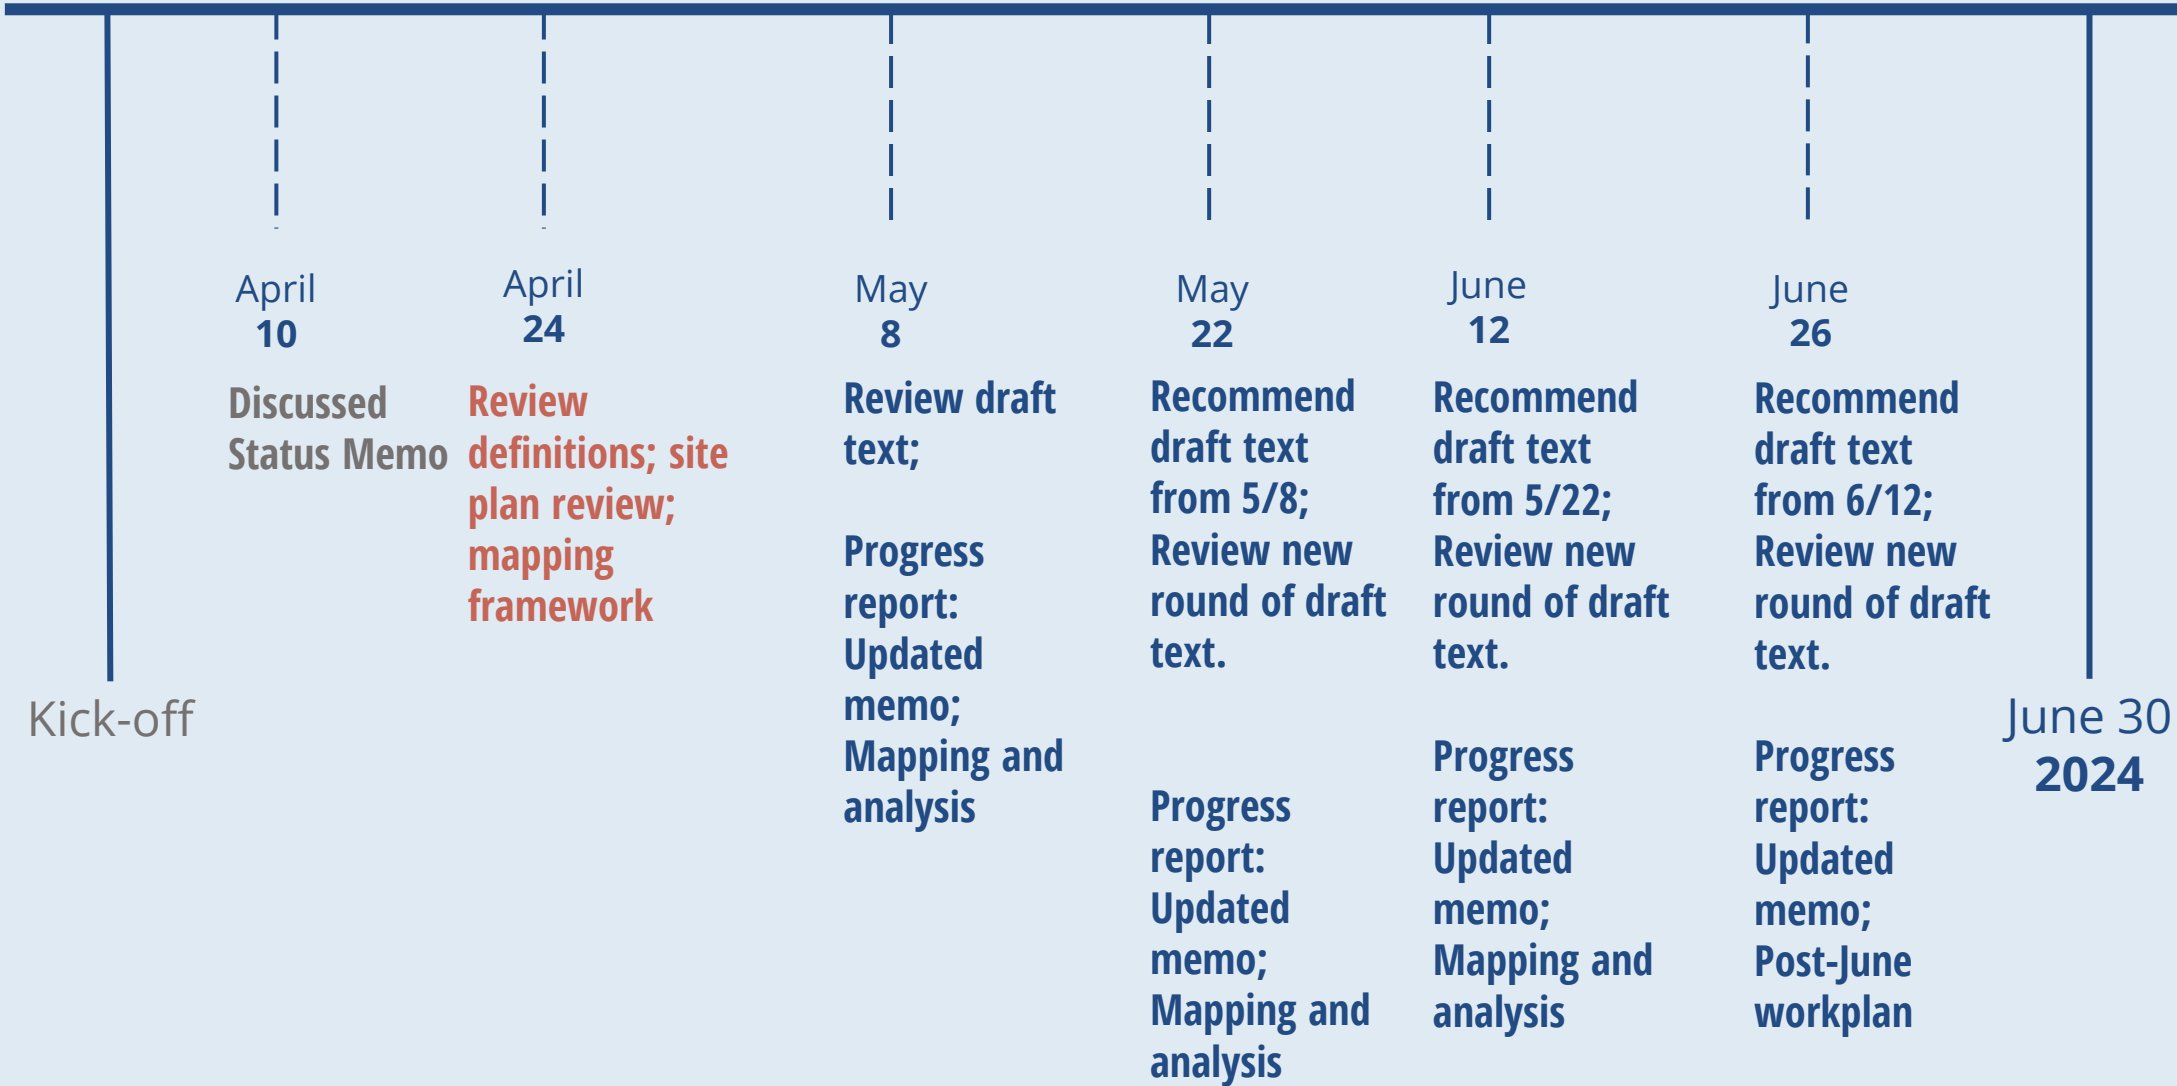 Kick-off
April
10
Discussed
Status Memo
April
24
Review
definitions; site
plan review;
mapping
framework
May
8
Review draft
text;
Progress
report:
Updated
memo;
Mapping and
analysis
May
22
Recommend
draft text
from 5/8;
Review new
round of draft
text.
Progress
report:
Updated
memo;
Mapping and
analysis
June
12
Recommend
draft text
from 5/22;
Review new
round of draft
text.
Progress
report:
Updated
memo;
Mapping and
analysis
June
26
Recommend
draft text
from 6/12;
Review new
round of draft
text.
Progress
report:
Updated
memo;
Post-June
workplan
June 30
2024